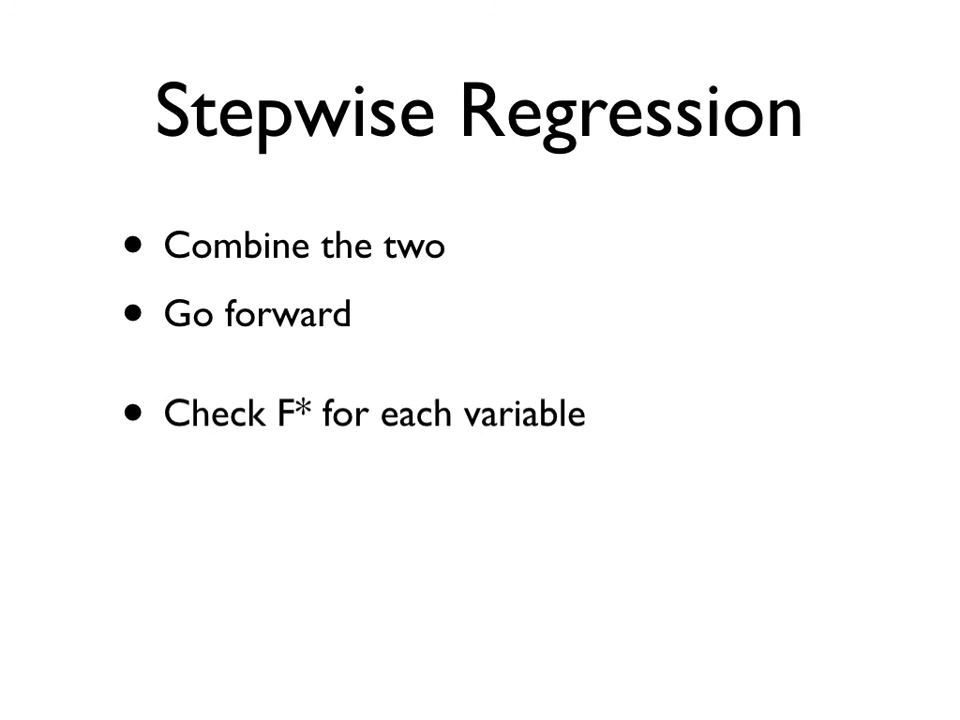 Stepwise Regression
• Combine the two
• Go forward
• Check F* for each variable